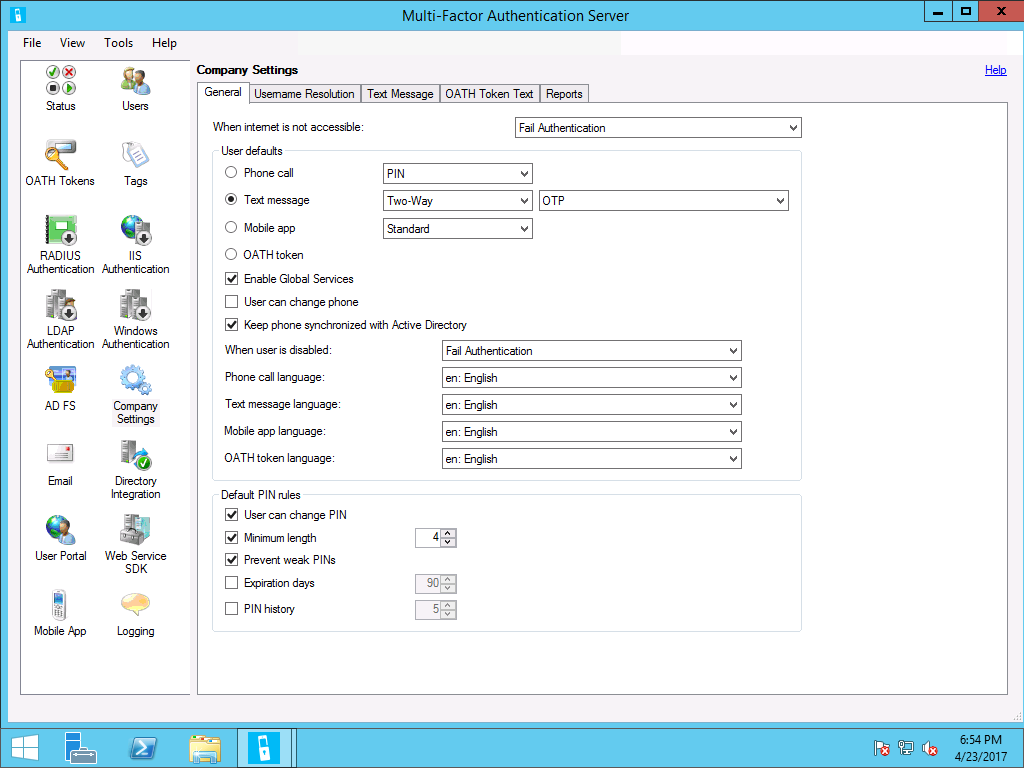 Multi-Factor Authentication Server
File View Tools Help
Status
Users
OATH Tokens
Tags
RADIUS
Authentication
IIS
Authentication
LDAP
Authentication
Windows
Authentication
AD FS
Company
Settings
Email
Directory
Integration
User Portal
Web Service
SDK
Mobile App
Logging
Company Settings
Help
General Username Resolution Text Message OATH Token Text Reports
When internet is not accessible: Fail Authentication
User defaults
Phone call PIN
Text message Two-Way OTP
Mobile app Standard
OATH token
Enable Global Services
User can change phone
Keep phone synchronized with Active Directory
When user is disabled: Fail Authentication
Phone call language: en: English
Text message language: en: English
Mobile app language: en: English
OATH token language: en: English
Default PIN rules
User can change PIN
Minimum length 4
Prevent weak PINs
Expiration days 90
PIN history 5
6:54 PM
4/23/2017